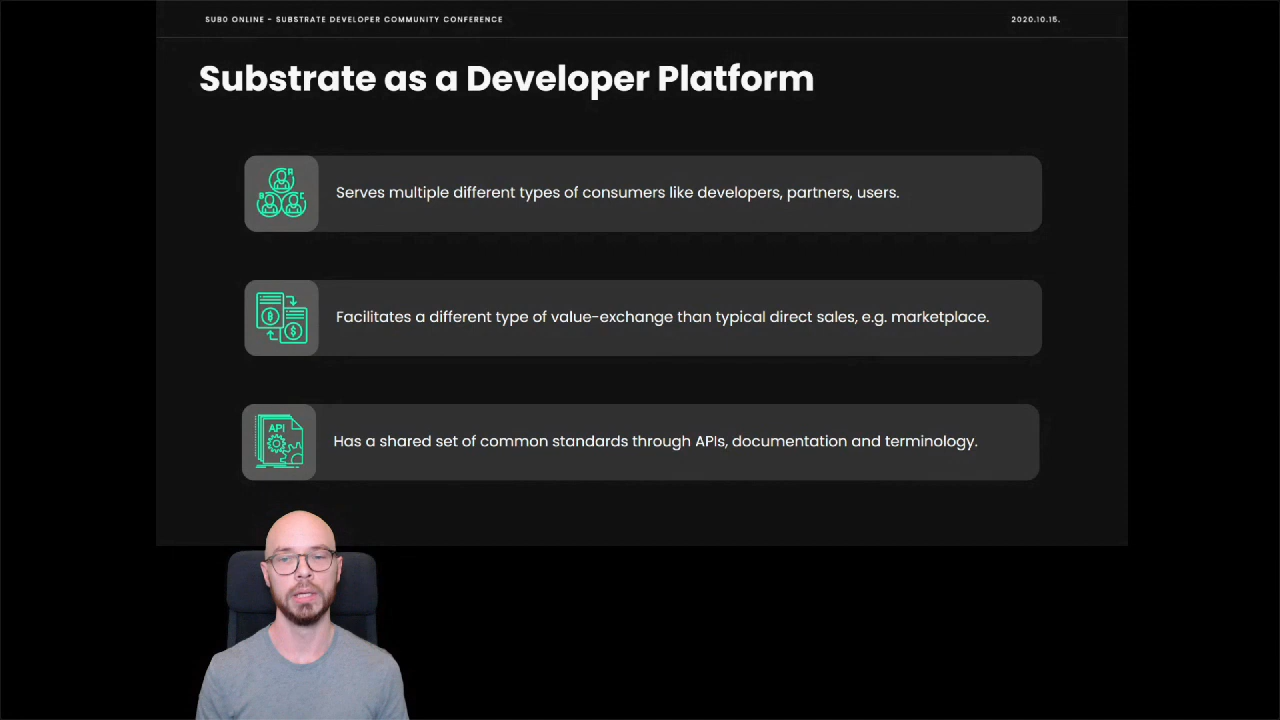 SUB0 ONLINE - SUBSTRATE DEVELOPER COMMUNITY CONFERENCE
2020.10.15.
Substrate as a Developer Platform
A
B
C
Serves multiple different types of consumers like developers, partners, users.
Facilitates a different type of value-exchange than typical direct sales, e.g. marketplace.
API
Has a shared set of common standards through APIs, documentation and terminology.